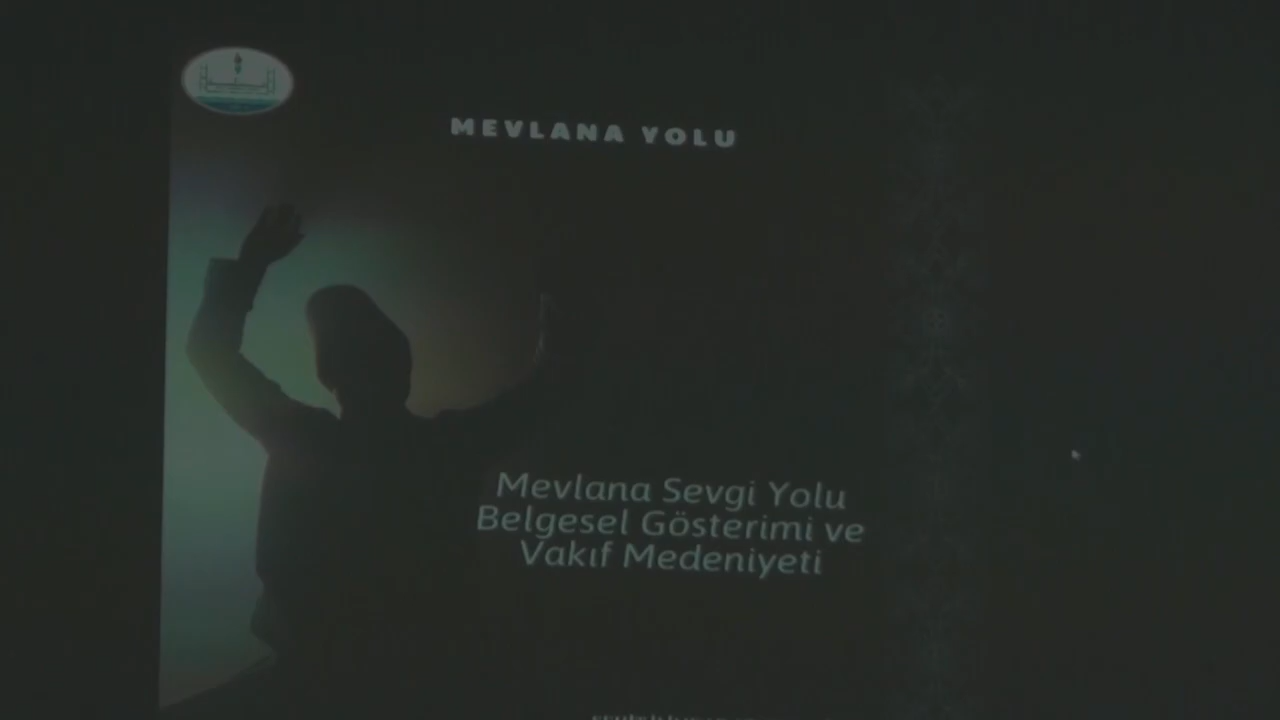 MEVLANA YOLU
Mevlana Sevgi Yolu
Belgesel Gösterimi ve
Vakıf Medeniyeti